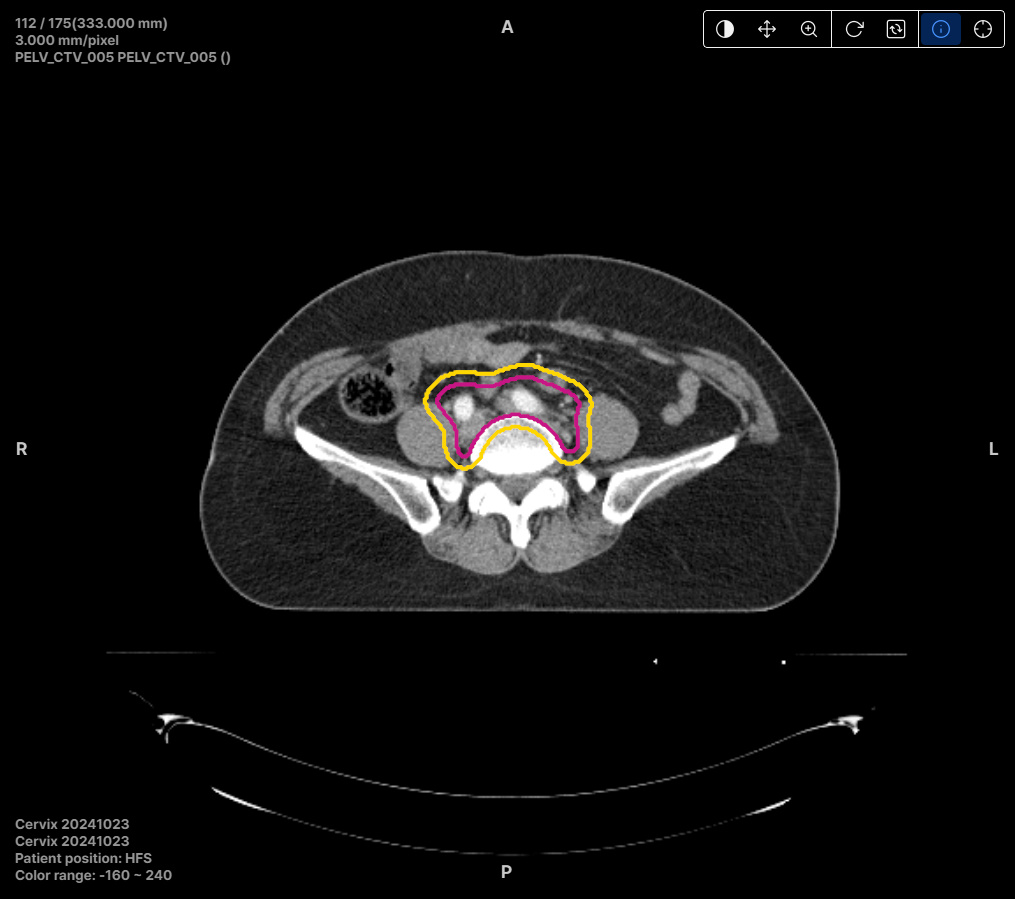 112 / 175(333.000 mm)
3.000 mm/pixel
PELV_CTV_005 PELV_CTV_005 ()
A
R
L
Cervix 20241023
Cervix 20241023
Patient position: HFS
Color range: -160 ~ 240
P